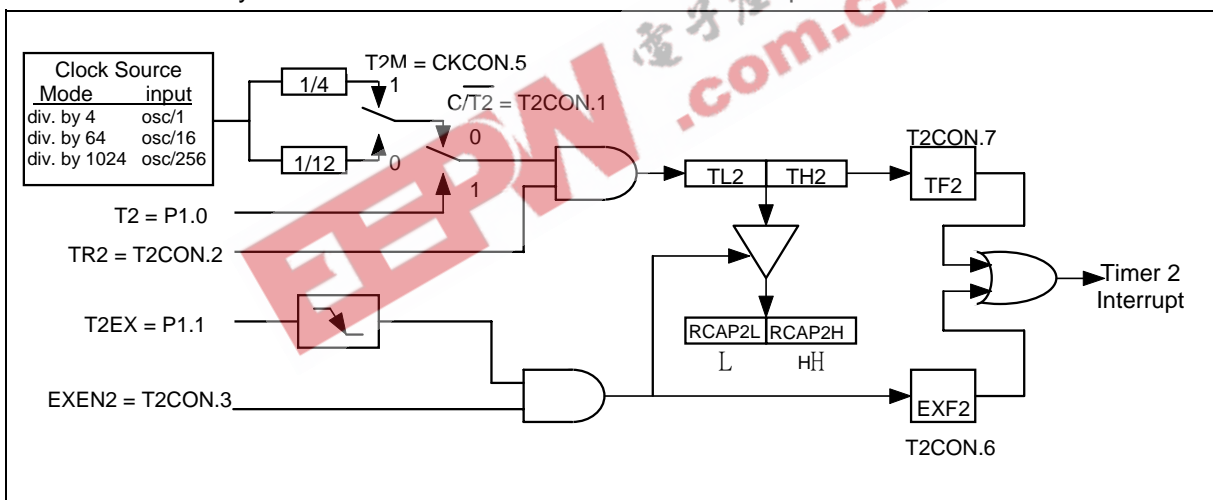 Clock Source
Mode input
div. by 4 osc/1
div. by 64 osc/16
div. by 1024 osc/256
1/4
1/12
T2M = CKCON.5
1
0
C/T2 = T2CON.1
0
1
T2 = P1.0
TR2 = T2CON.2
T2EX = P1.1
EXEN2 = T2CON.3
TL2 TH2
RCAP2L RCAP2H
L HH
T2CON.7
TF2
Timer 2
Interrupt
EXF2
T2CON.6
EEPW
.com.c